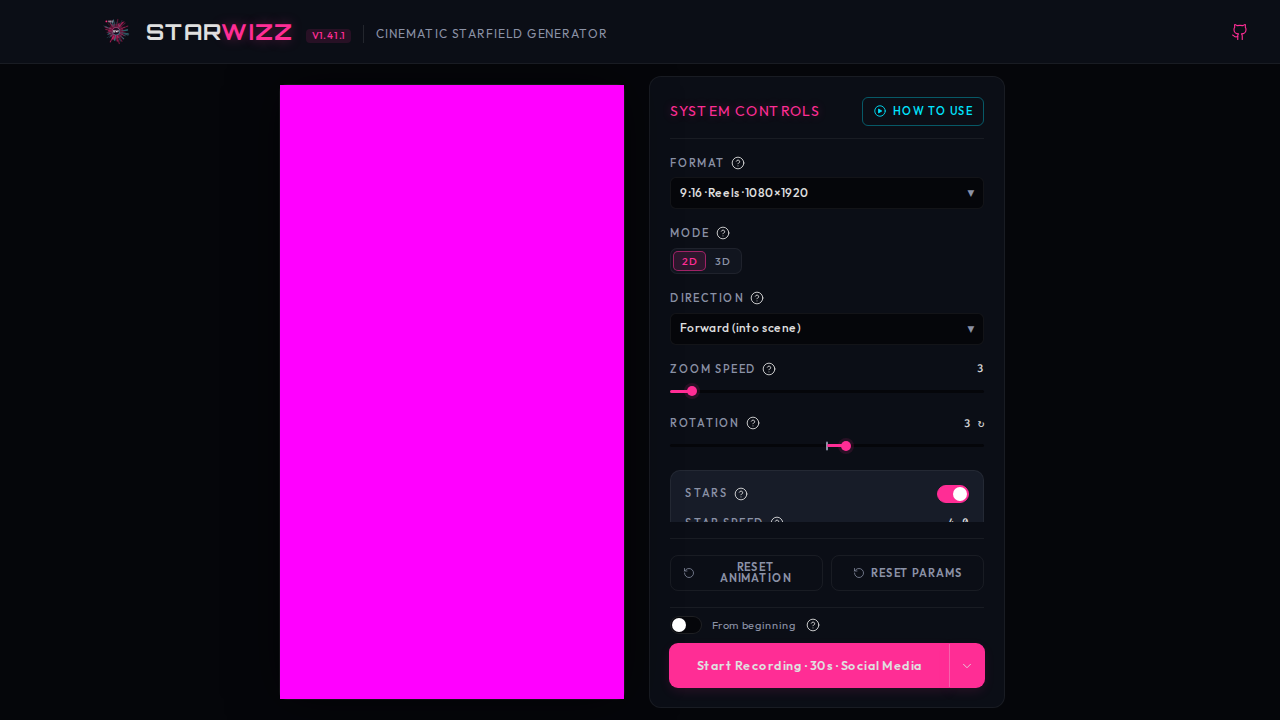 STARWIZZ V1.41.1 CINEMATIC STARFIELD GENERATOR
SYSTEM CONTROLS
HOW TO USE
FORMAT
9:16 · Reels · 1080×1920
MODE
2D 3D
DIRECTION
Forward (into scene)
ZOOM SPEED 3
ROTATION 3 ↻
STARS
STAR SPEED
RESET
ANIMATION
RESET PARAMS
From beginning
Start Recording · 30s · Social Media